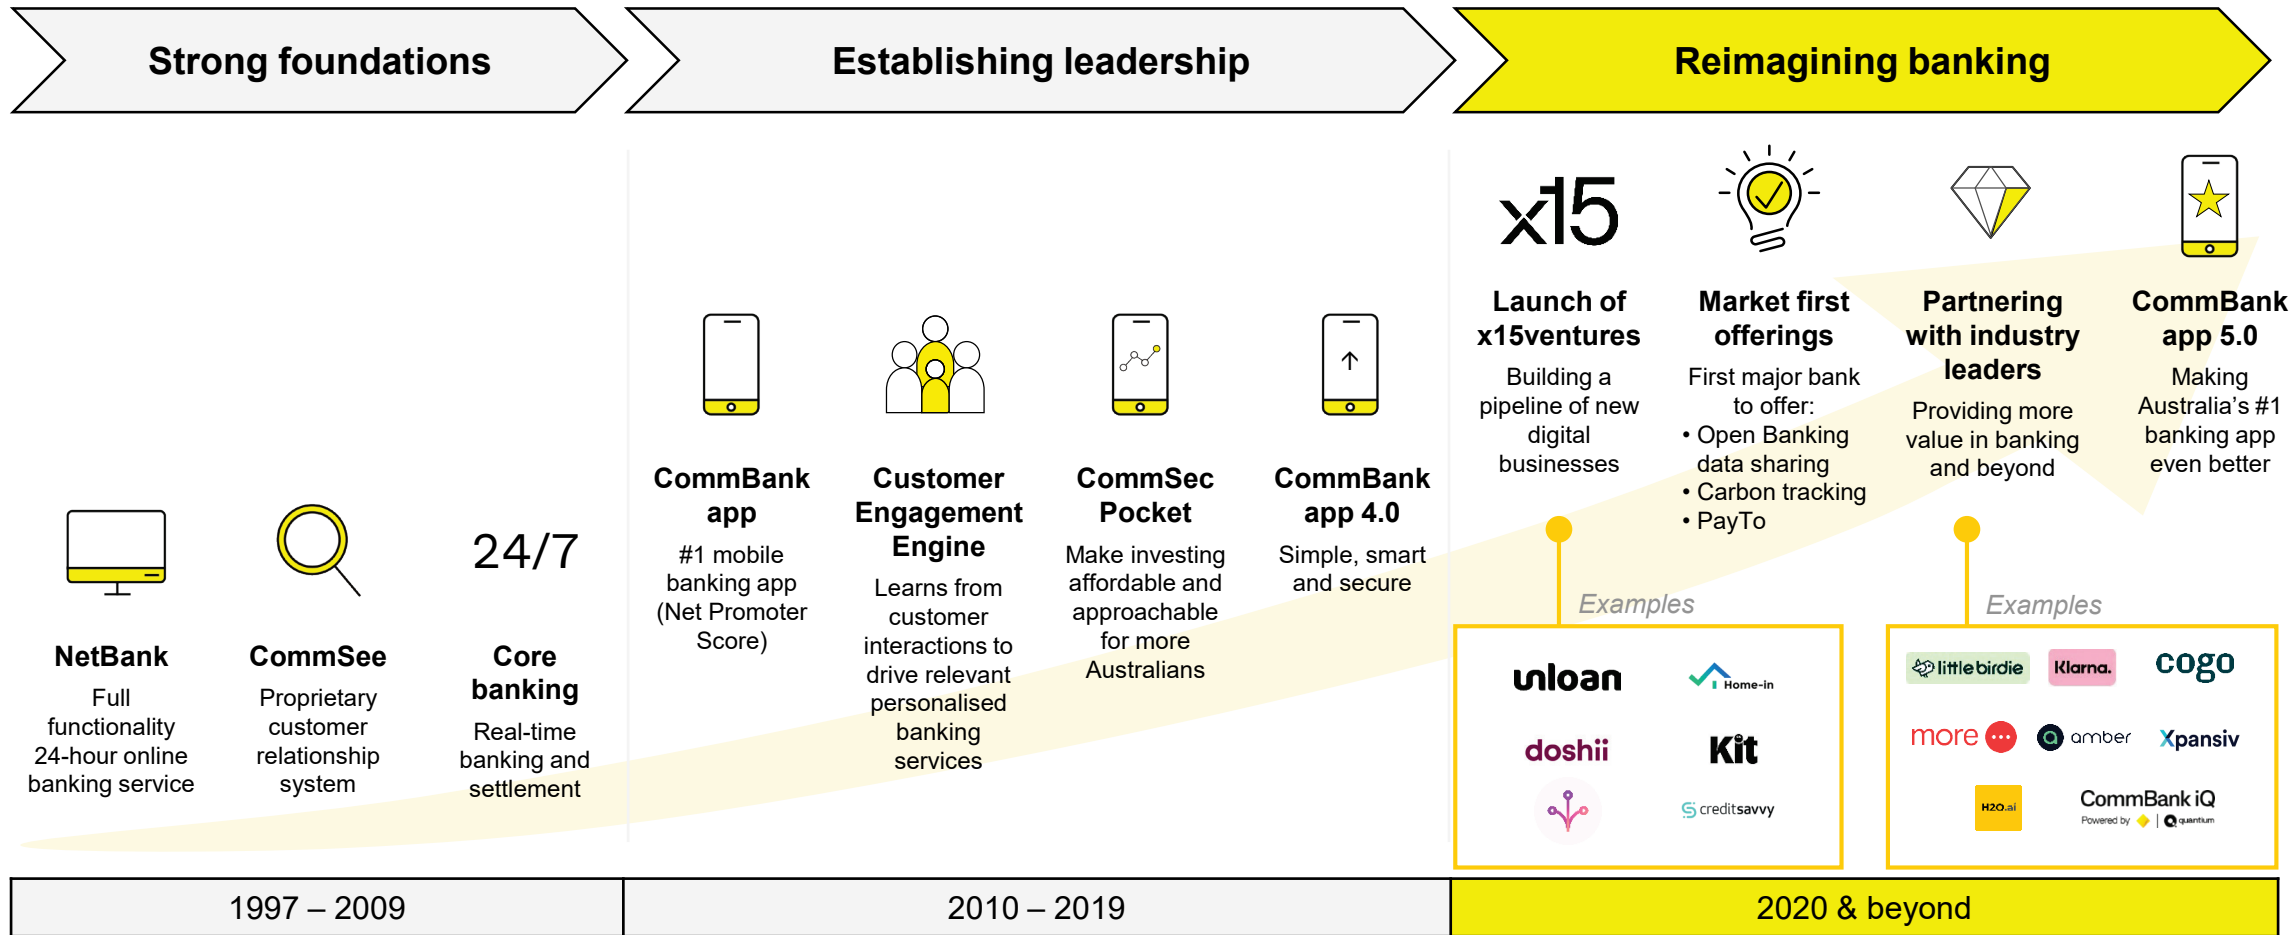 Strong foundations
Establishing leadership
Reimagining banking
NetBank
Full
functionality
24-hour online
banking service
CommSee
Proprietary
customer
relationship
system
24/7
Core
banking
Real-time
banking and
settlement
CommBank
app
#1 mobile
banking app
(Net Promoter
Score)
Customer
Engagement
Engine
Learns from
customer
interactions to
drive relevant
personalised
banking
services
CommSec
Pocket
Make investing
affordable and
approachable
for more
Australians
CommBank
app 4.0
Simple, smart
and secure
x15
Launch of
x15ventures
Building a
pipeline of new
digital
businesses
Examples
unloan
Home-in
doshii
Kit
creditsavvy
Market first
offerings
First major bank
to offer:
• Open Banking
data sharing
• Carbon tracking
• PayTo
Partnering
with industry
leaders
Providing more
value in banking
and beyond
Examples
littlebirdie
Klarna.
cogo
more
amber
Xpansiv
H2O.ai
CommBank iQ
Powered by
quantium
CommBank
app 5.0
Making
Australia’s #1
banking app
even better
1997 – 2009
2010 – 2019
2020 & beyond